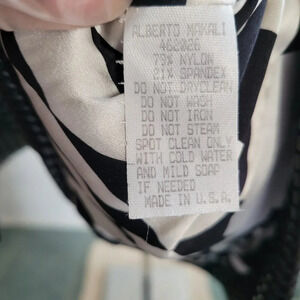 ALBERTO MAKALI
79% NYLON
21% SPANDEX
DO NOT DRYCLEAN
DO NOT WASH
DO NOT IRON
DO NOT STEAM
SPOT CLEAN ONLY
WITH COLD WATER
AND MILD SOAP
IF NEEDED
MADE IN U.S.A.